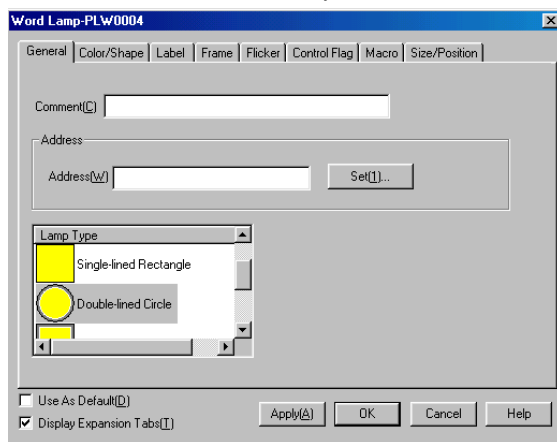 Word Lamp-PLW0004
General Color/Shape Label Frame Flicker Control Flag Macro Size/Position
Comment(C)
Address
Address(W) Set(1)...
Lamp Type
Single-lined Rectangle
Double-lined Circle
Use As Default(D)
Display Expansion Tabs(T)
Apply(A) OK Cancel Help